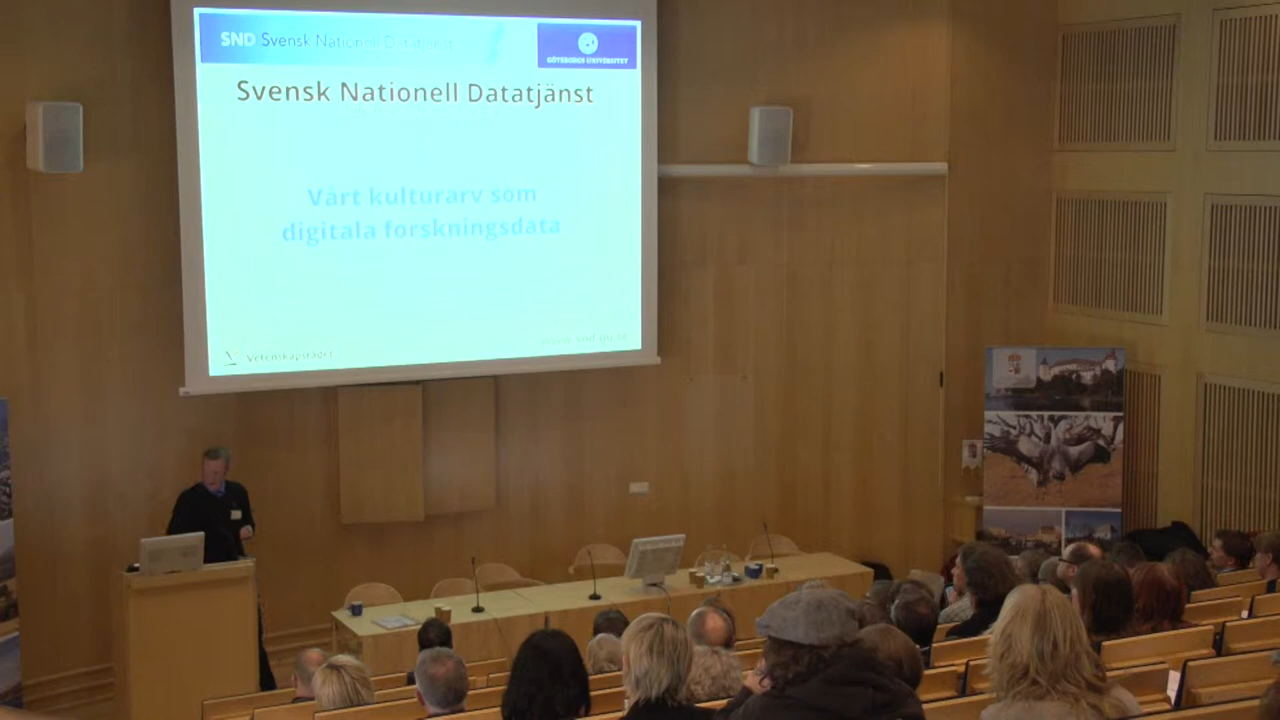 SND Svensk Nationell Datatjänst
GÖTEBORGS UNIVERSITET
Svensk Nationell Datatjänst
Vårt kulturarv som
digitala forskningsdata
www.snd.gu.se
Vetenskapsrådet